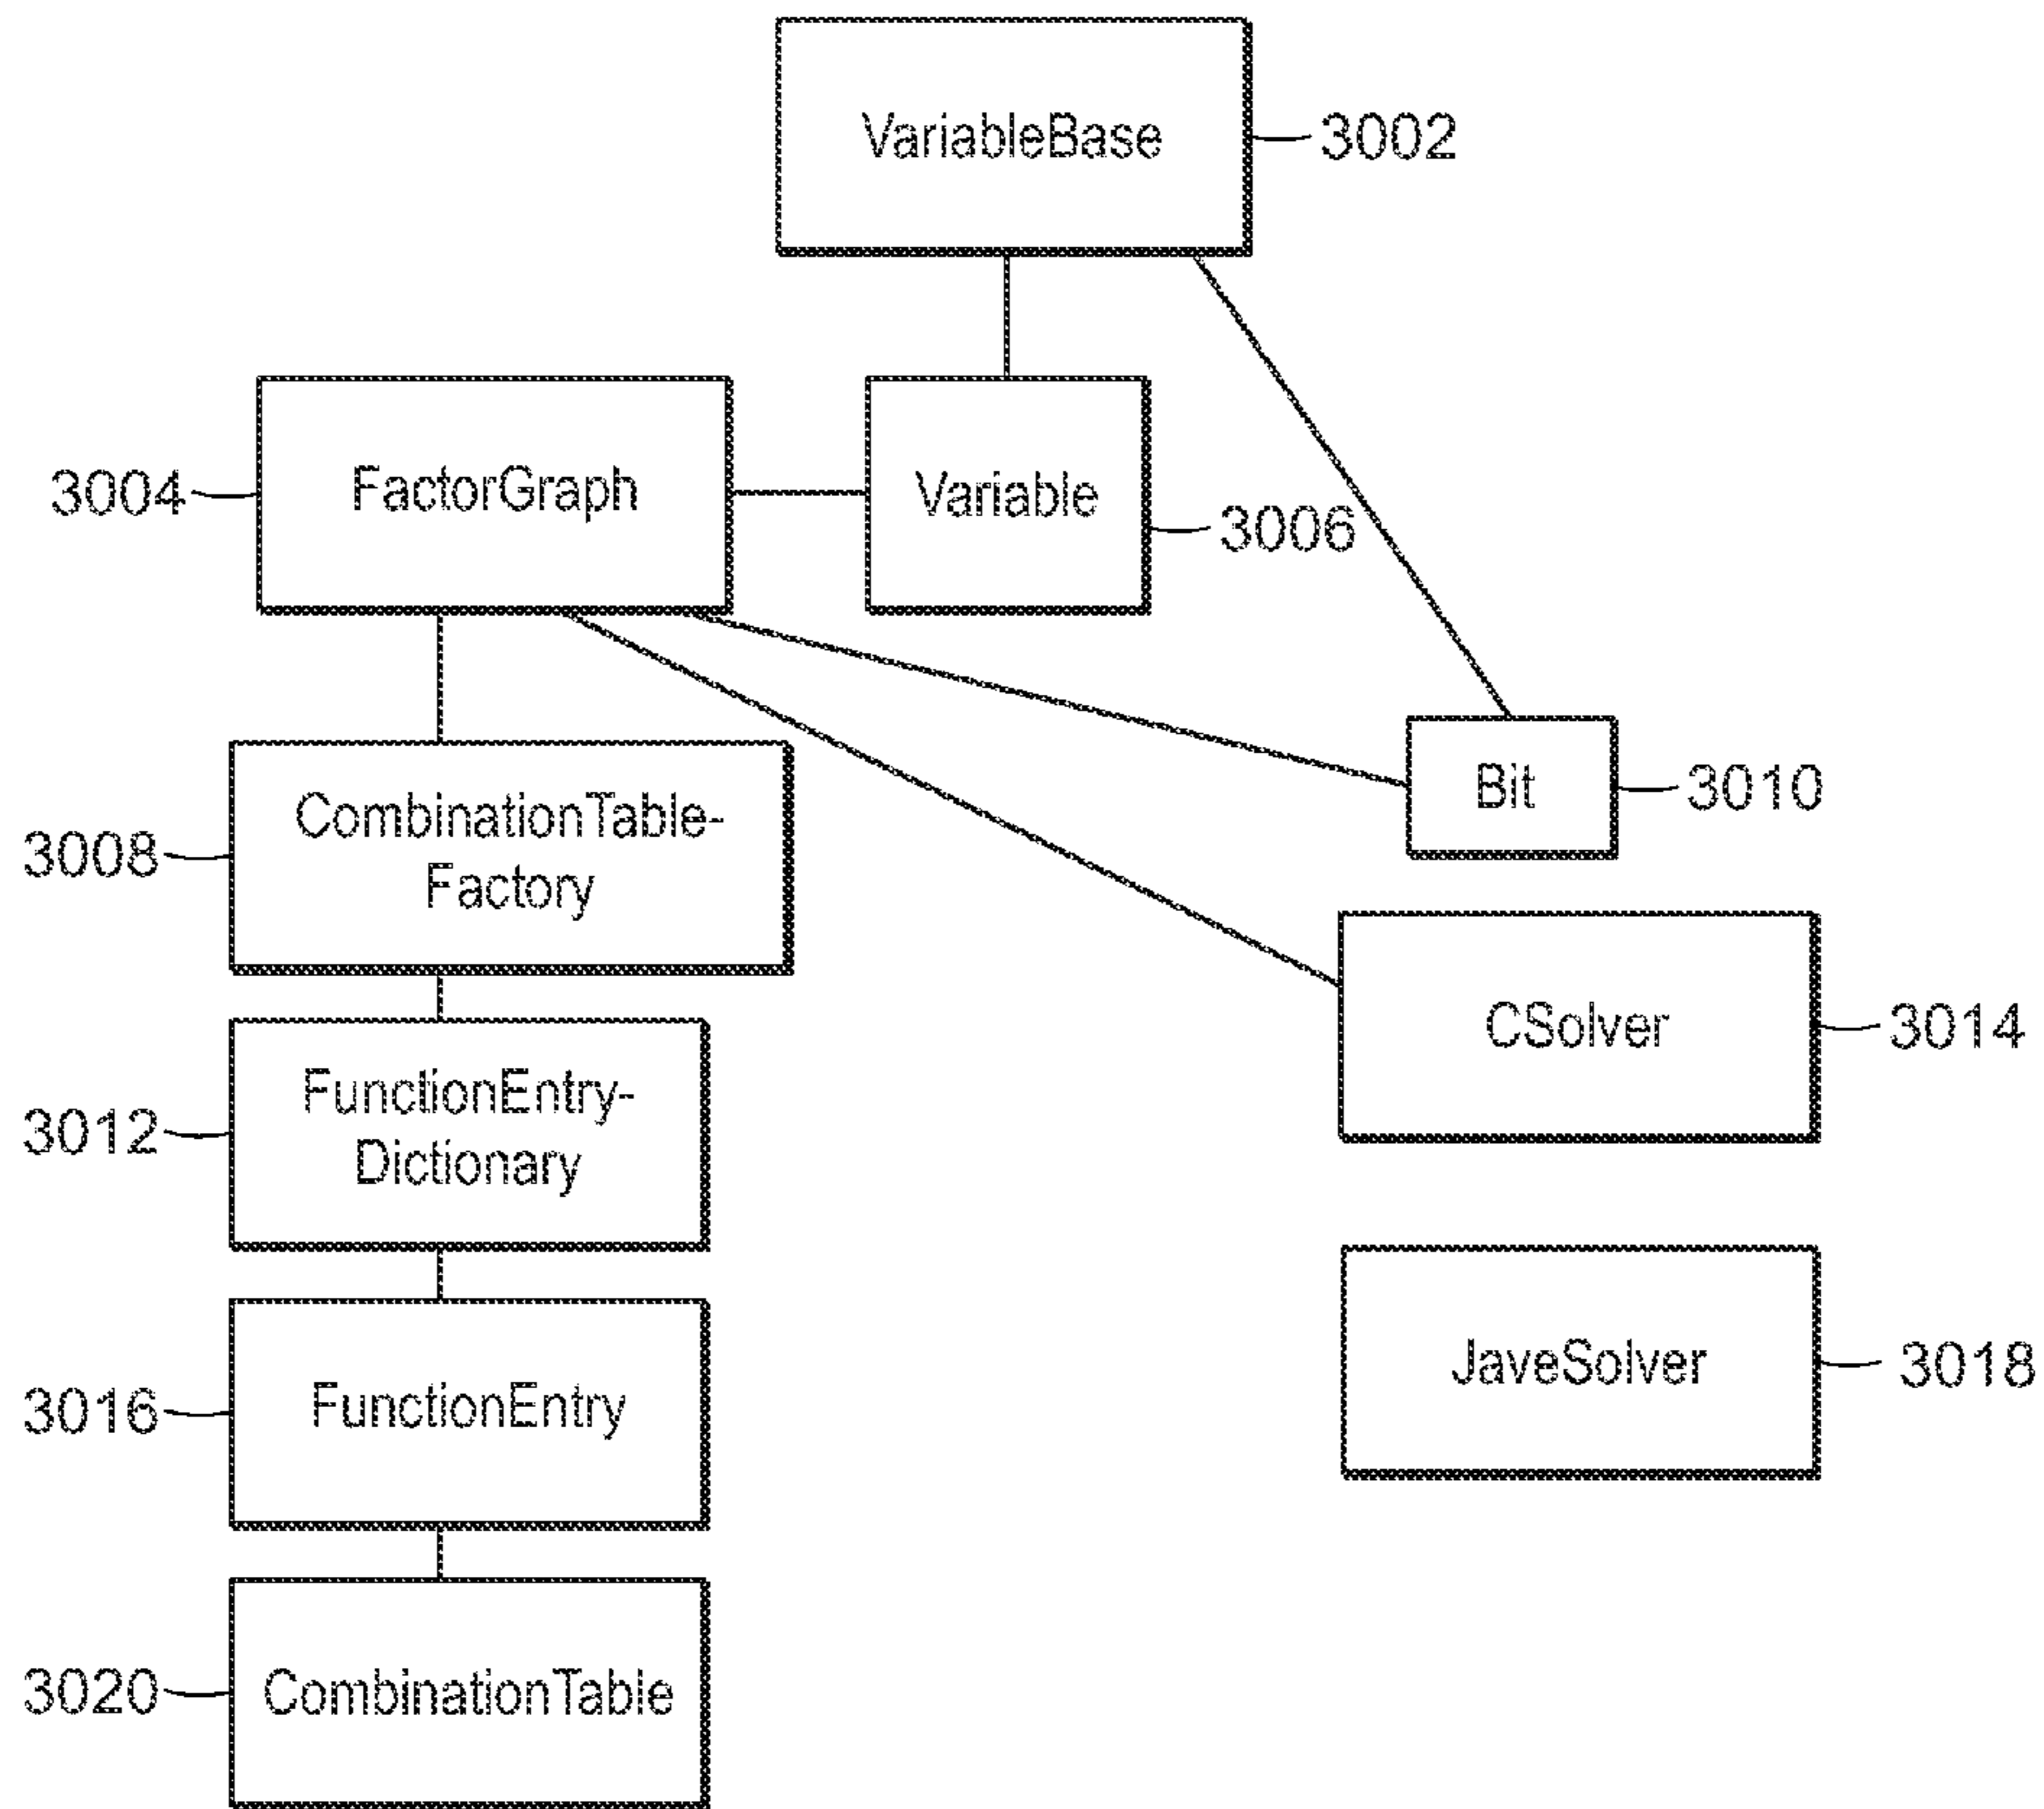 VariableBase
3002
3004
FactorGraph
Variable
3006
3008
CombinationTable-
Factory
Bit
3010
3012
FunctionEntry-
Dictionary
CSolver
3014
3016
FunctionEntry
JaveSolver
3018
3020
CombinationTable